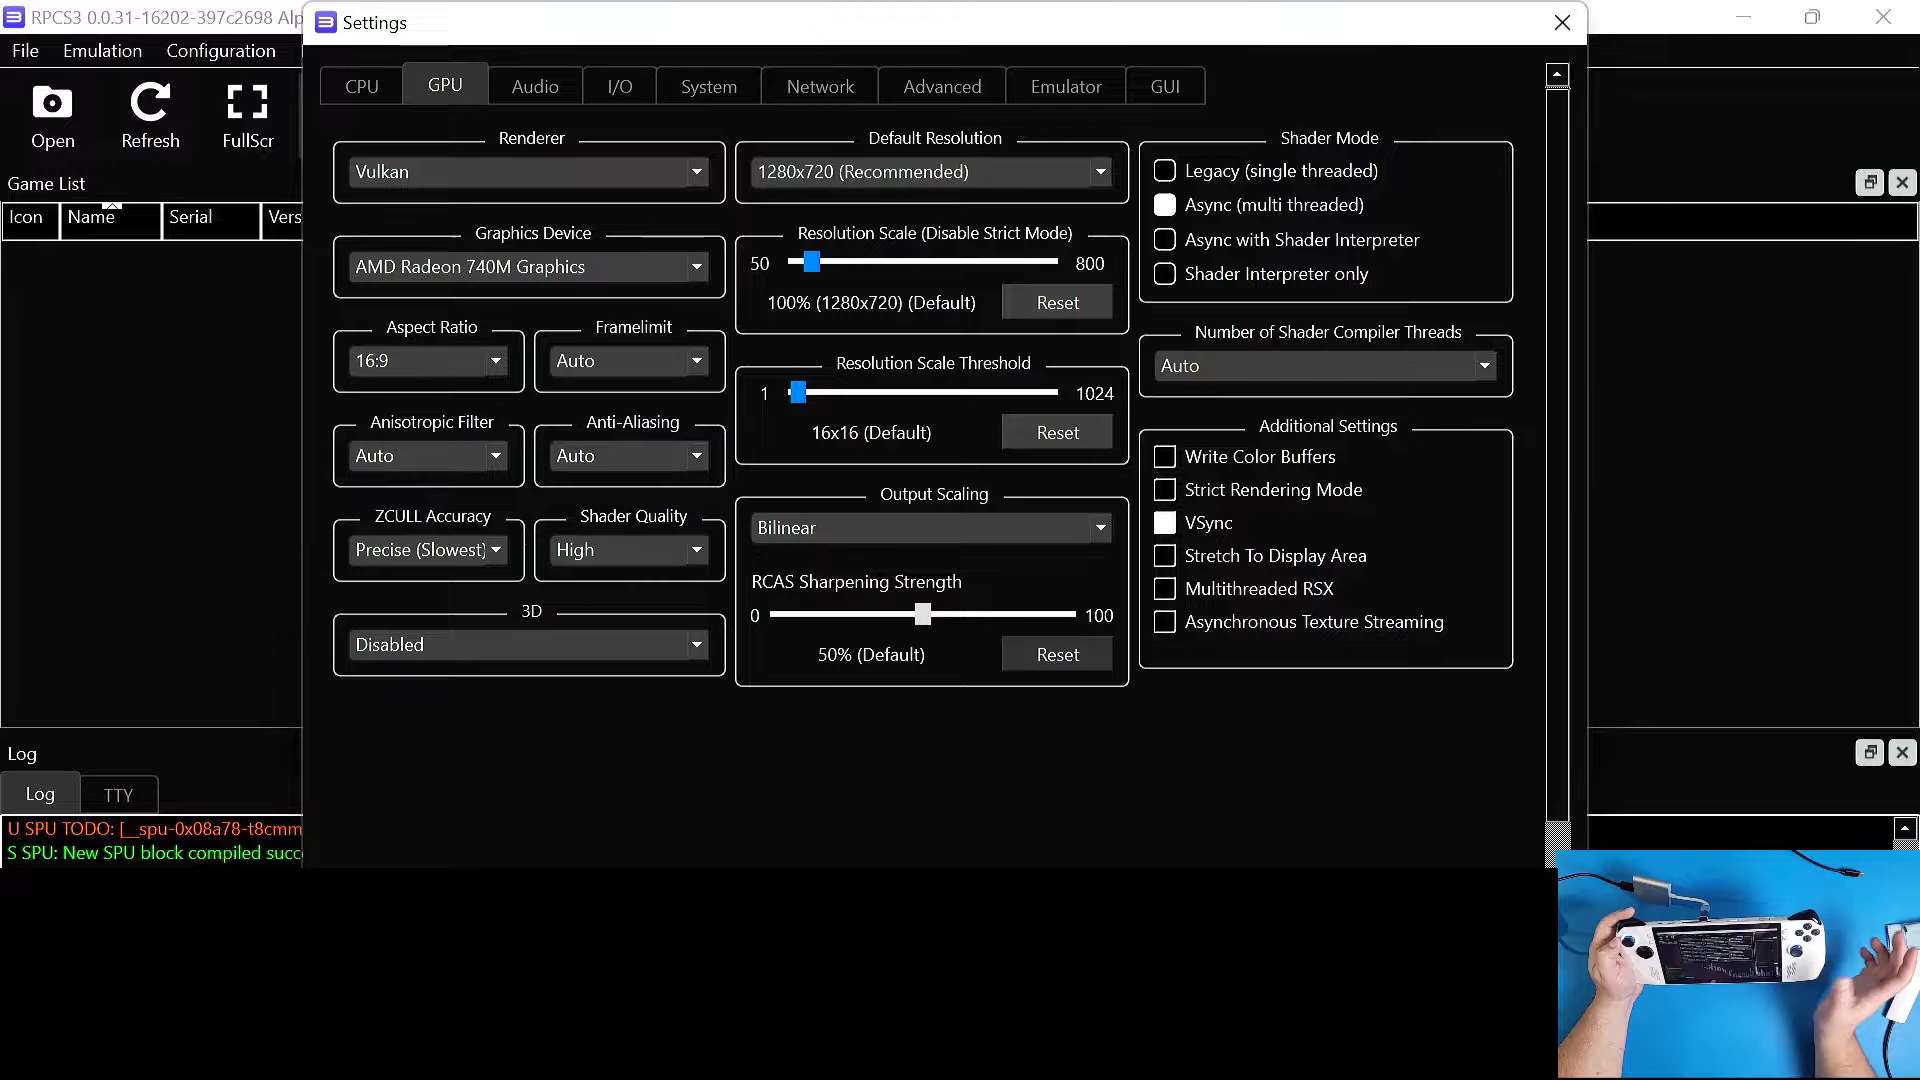 RPCS3 0.0.31-16202-397c2698 Alp
Settings
File Emulation Configuration
Open Refresh FullScr
CPU GPU Audio I/O System Network Advanced Emulator GUI
Game List
Icon Name Serial Vers
Renderer
Vulkan
Graphics Device
AMD Radeon 740M Graphics
Aspect Ratio
16:9
Framelimit
Auto
Anisotropic Filter
Auto
Anti-Aliasing
Auto
ZCULL Accuracy
Precise (Slowest)
Shader Quality
High
3D
Disabled
Default Resolution
1280x720 (Recommended)
Resolution Scale (Disable Strict Mode)
50 800
100% (1280x720) (Default) Reset
Resolution Scale Threshold
1 1024
16x16 (Default) Reset
Output Scaling
Bilinear
RCAS Sharpening Strength
0 100
50% (Default) Reset
Shader Mode
Legacy (single threaded)
Async (multi threaded)
Async with Shader Interpreter
Shader Interpreter only
Number of Shader Compiler Threads
Auto
Additional Settings
Write Color Buffers
Strict Rendering Mode
VSync
Stretch To Display Area
Multithreaded RSX
Asynchronous Texture Streaming
Log
Log TTY
U SPU TODO: [__spu-0x08a78-t8cmm
S SPU: New SPU block compiled succ